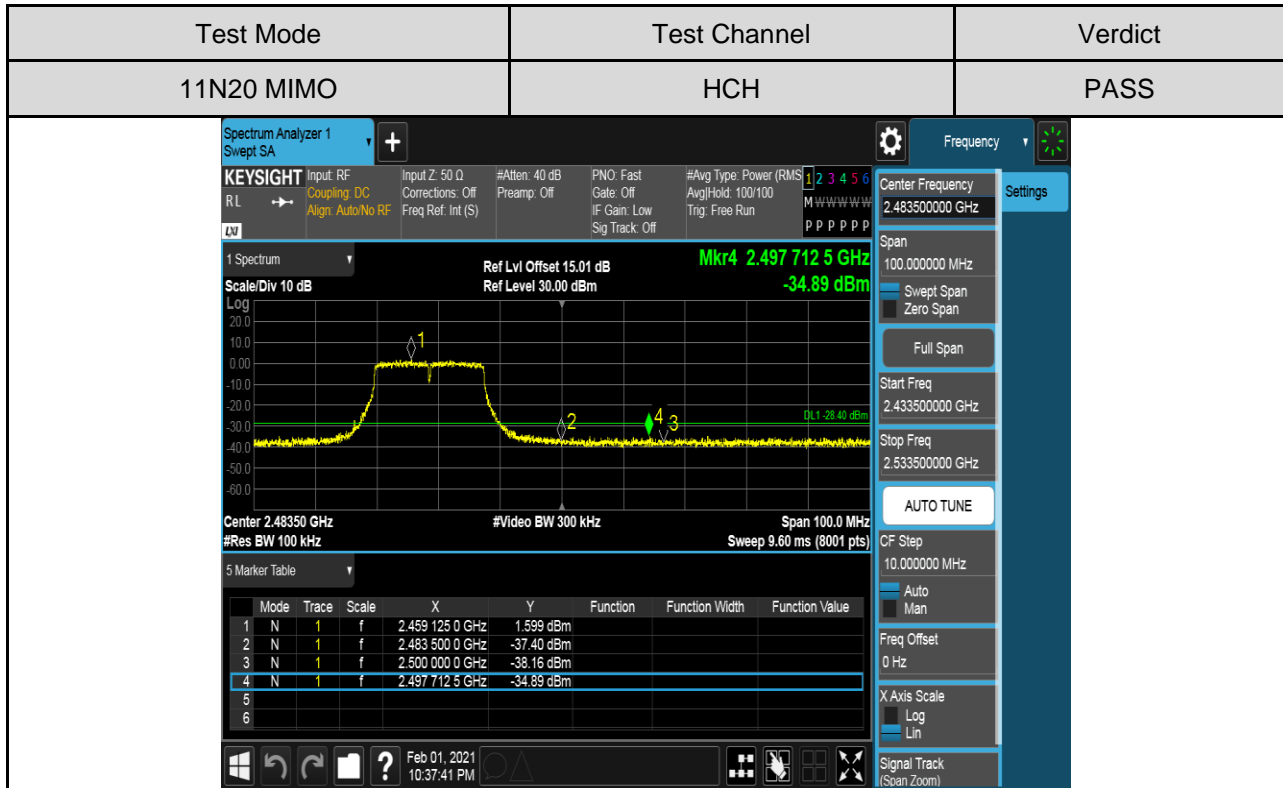 Test Mode Test Channel Verdict
11N20 MIMO HCH PASS
Spectrum Analyzer 1
Swept SA
+
Frequency
KEYSIGHT Input: RF Input Z: 50 Ω #Atten: 40 dB PNO: Fast #Avg Type: Power (RMS 1 2 3 4 5 6
RL Coupling: DC Corrections: Off Preamp: Off Gate: Off Avg|Hold: 100/100 M W W W W W
Align: Auto/No RF Freq Ref: Int (S) IF Gain: Low Trig: Free Run
LXI Sig Track: Off P P P P P P
1 Spectrum
Ref Lvl Offset 15.01 dB Mkr4 2.497 712 5 GHz
Scale/Div 10 dB Ref Level 30.00 dBm -34.89 dBm
Log
20.0
10.0
0.00
-10.0
-20.0
-30.0
-40.0
-50.0
-60.0
1
2
4
3
DL1 -28.40 dBm
Center 2.48350 GHz #Video BW 300 kHz Span 100.0 MHz
#Res BW 100 kHz Sweep 9.60 ms (8001 pts)
5 Marker Table
Mode Trace Scale X Y Function Function Width Function Value
1 N 1 f 2.459 125 0 GHz 1.599 dBm
2 N 1 f 2.483 500 0 GHz -37.40 dBm
3 N 1 f 2.500 000 0 GHz -38.16 dBm
4 N 1 f 2.497 712 5 GHz -34.89 dBm
5
6
?
Feb 01, 2021
10:37:41 PM
Center Frequency
2.483500000 GHz
Settings
Span
100.000000 MHz
Swept Span
Zero Span
Full Span
Start Freq
2.433500000 GHz
Stop Freq
2.533500000 GHz
AUTO TUNE
CF Step
10.000000 MHz
Auto
Man
Freq Offset
0 Hz
X Axis Scale
Log
Lin
Signal Track
(Span Zoom)